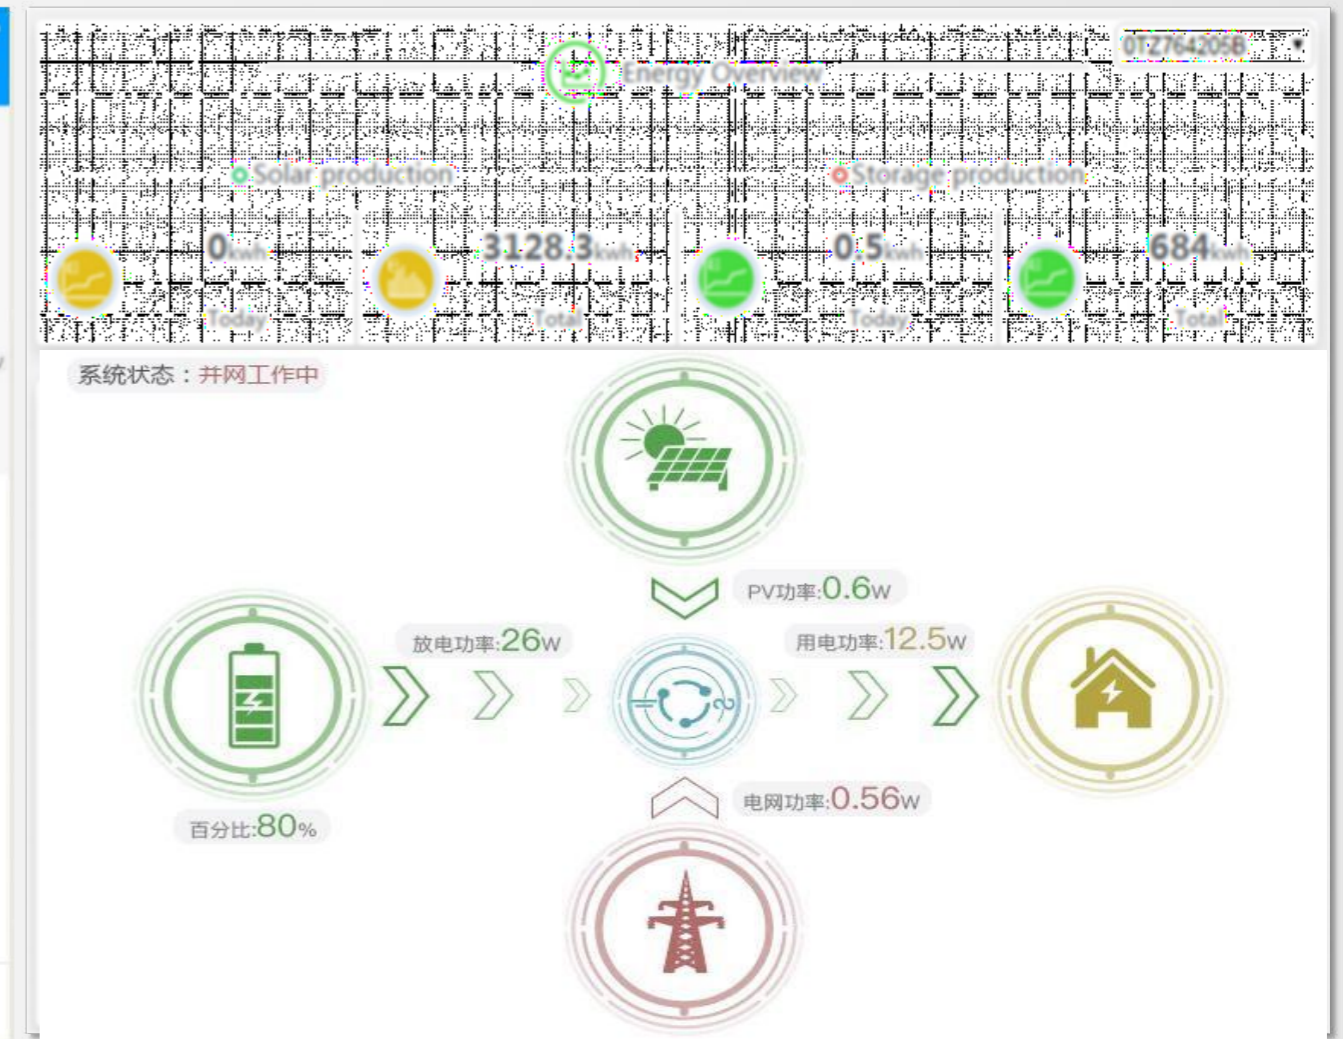 0TZ764205B
Energy Overview
Solar production
Storage production
0kwh
3128.3kwh
0.5kwh
684kwh
Today
Total
Today
Total
系统状态：并网工作中
PV功率:0.6W
放电功率:26W
用电功率:12.5W
电网功率:0.56W
百分比:80%